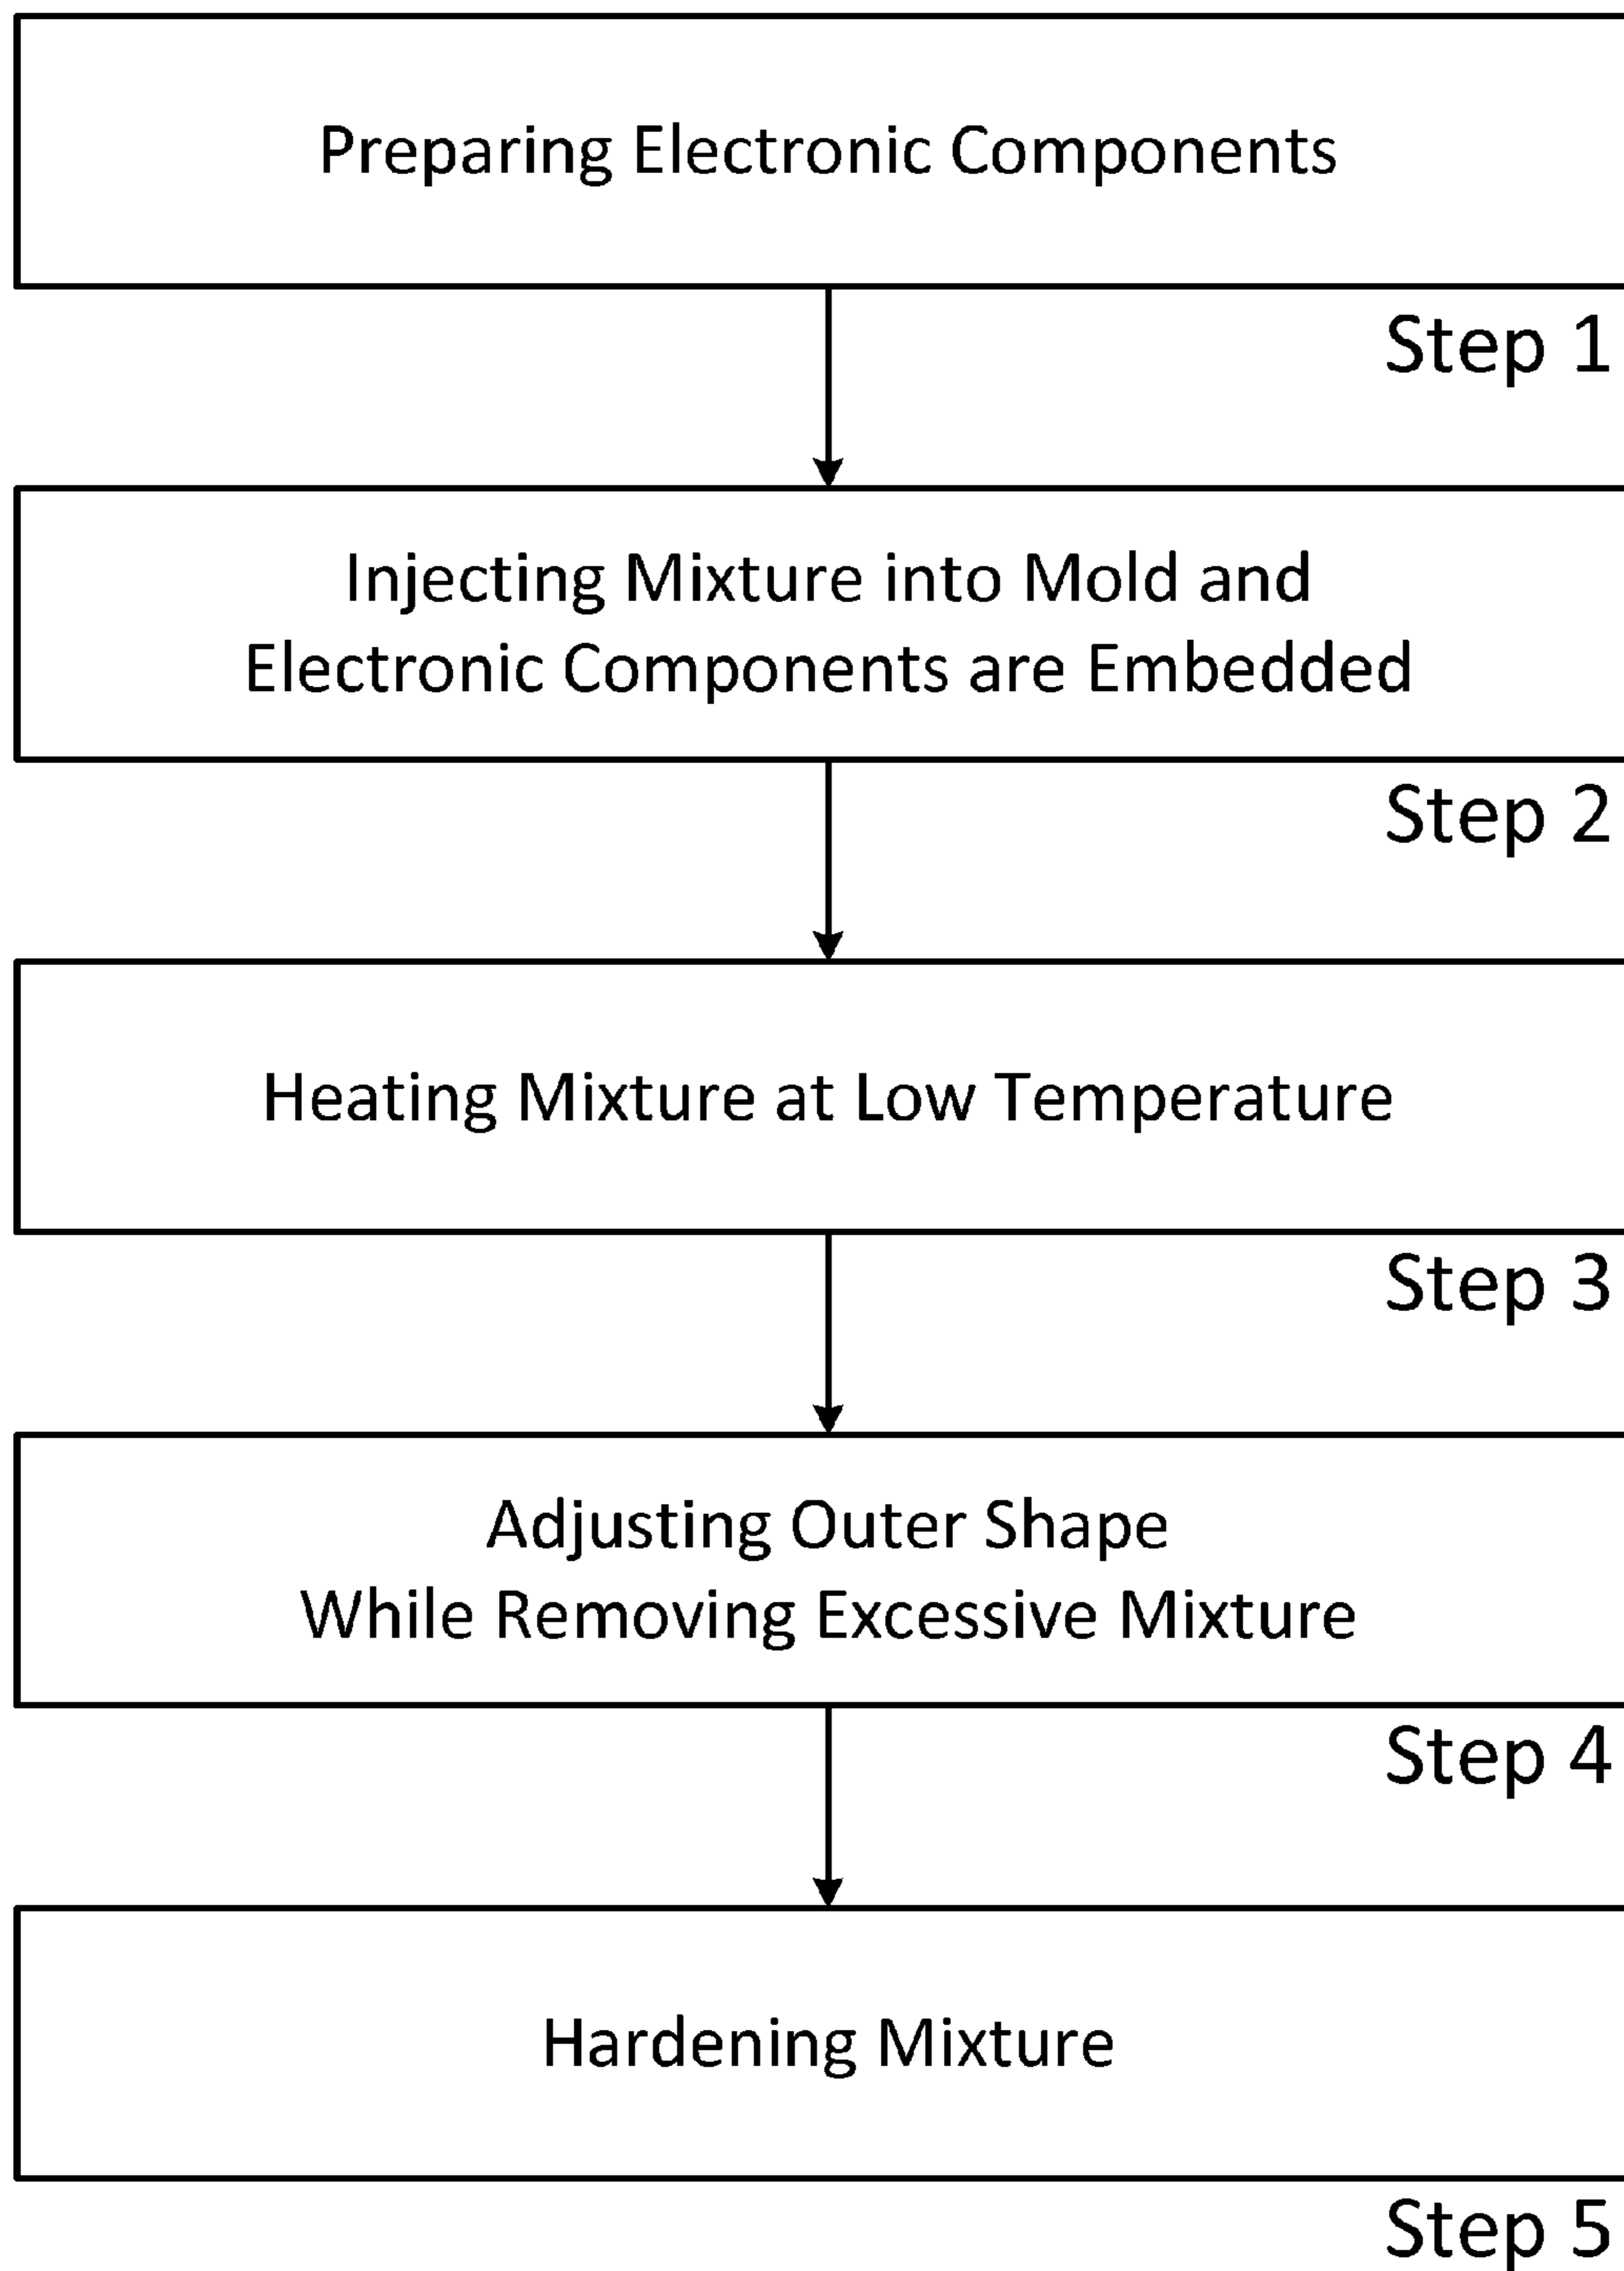 Preparing Electronic Components
Step 1
Injecting Mixture into Mold and
Electronic Components are Embedded
Step 2
Heating Mixture at Low Temperature
Step 3
Adjusting Outer Shape
While Removing Excessive Mixture
Step 4
Hardening Mixture
Step 5